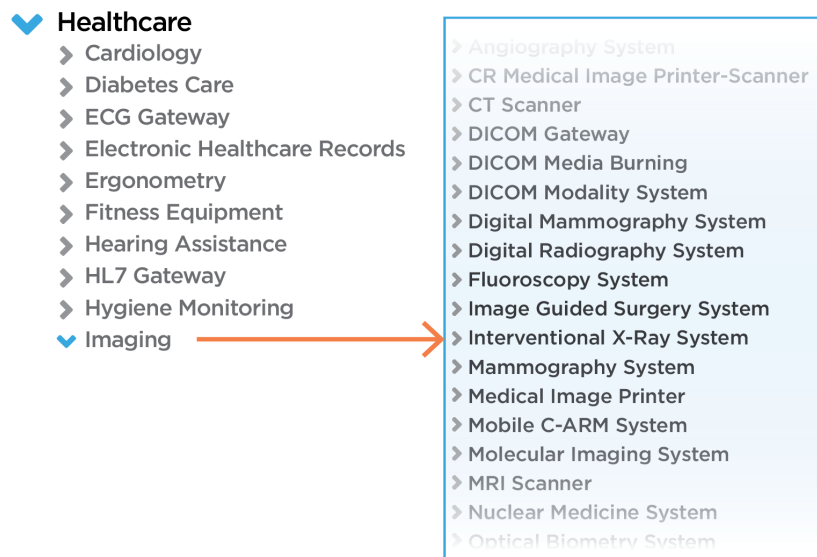 Healthcare
Cardiology
Diabetes Care
ECG Gateway
Electronic Healthcare Records
Ergonometry
Fitness Equipment
Hearing Assistance
HL7 Gateway
Hygiene Monitoring
Imaging
Angiography System
CR Medical Image Printer-Scanner
CT Scanner
DICOM Gateway
DICOM Media Burning
DICOM Modality System
Digital Mammography System
Digital Radiography System
Fluoroscopy System
Image Guided Surgery System
Interventional X-Ray System
Mammography System
Medical Image Printer
Mobile C-ARM System
Molecular Imaging System
MRI Scanner
Nuclear Medicine System
Optical Biometry System